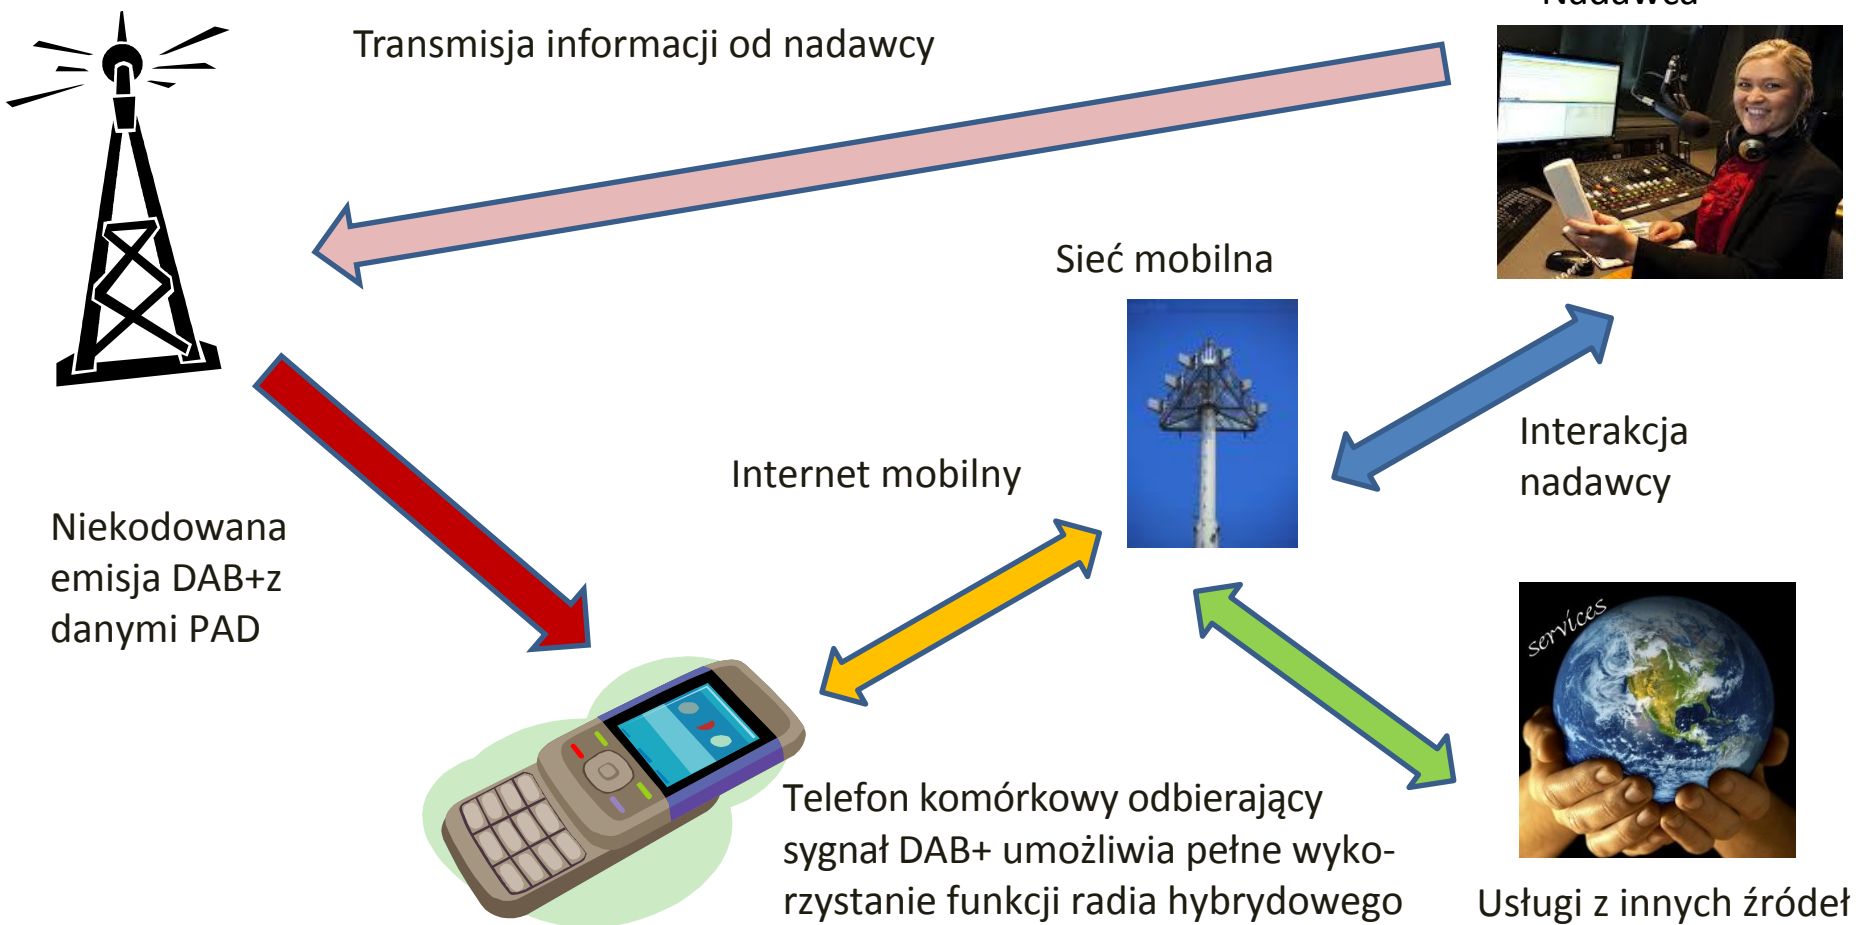 Nadawca
Transmisja informacji od nadawcy
Sieć mobilna
Interakcja
nadawcy
Internet mobilny
Niekodowana
emisja DAB+z
danymi PAD
services
Telefon komórkowy odbierający
sygnał DAB+ umożliwia pełne wyko-
rzystanie funkcji radia hybrydowego
Usługi z innych źródeł